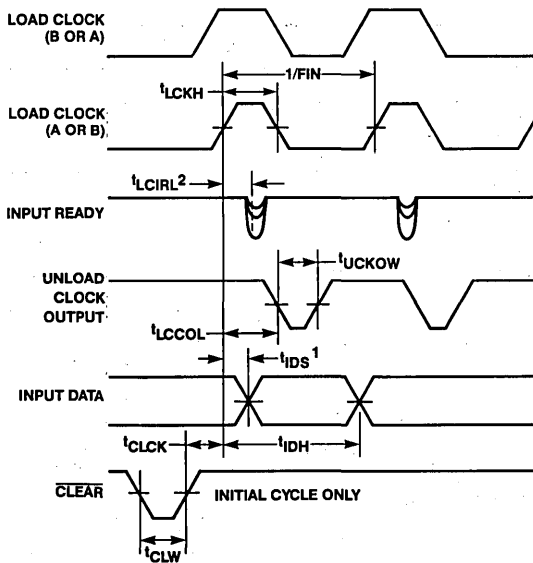 LOAD CLOCK
(B OR A)
1/FIN
tLCKH
LOAD CLOCK
(A OR B)
tLCIRL2
INPUT READY
UNLOAD
CLOCK
OUTPUT
tUCKOW
tLCCOL
tIDS1
INPUT DATA
tCLCK
tIDH
CLEAR
INITIAL CYCLE ONLY
tCLW